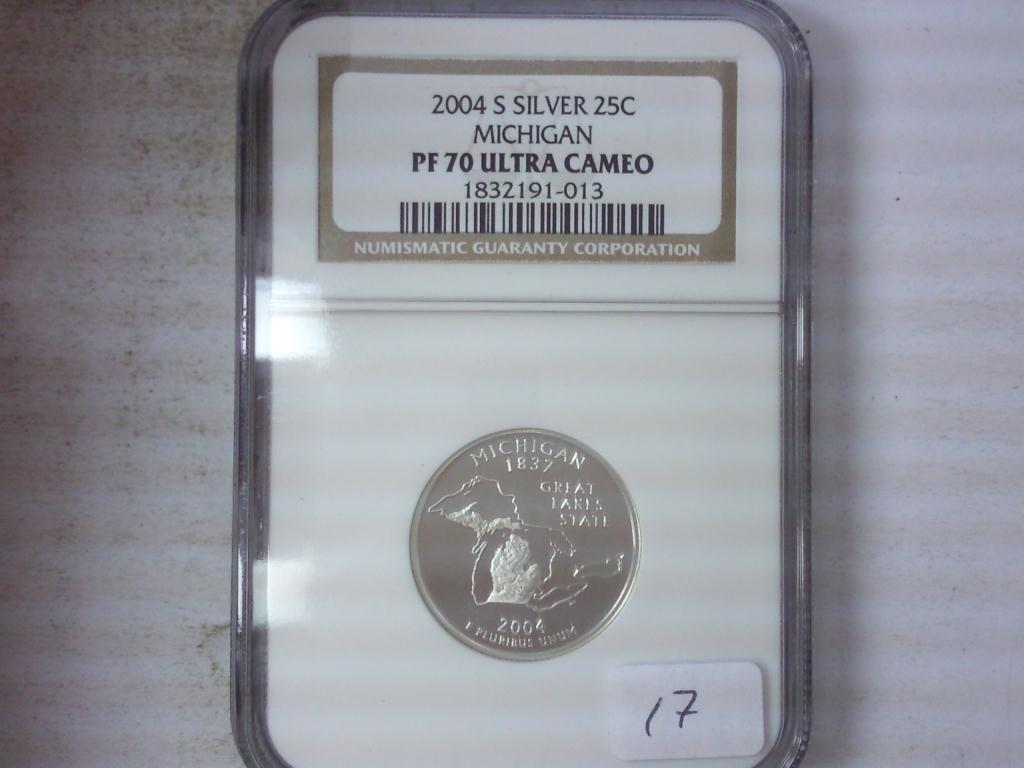 2004 S SILVER 25C
MICHIGAN
PF 70 ULTRA CAMEO
1832191-013
NUMISMATIC GUARANTY CORPORATION
MICHIGAN
1837
GREAT
LAKES
STATE
2004
E PLURIBUS UNUM
17